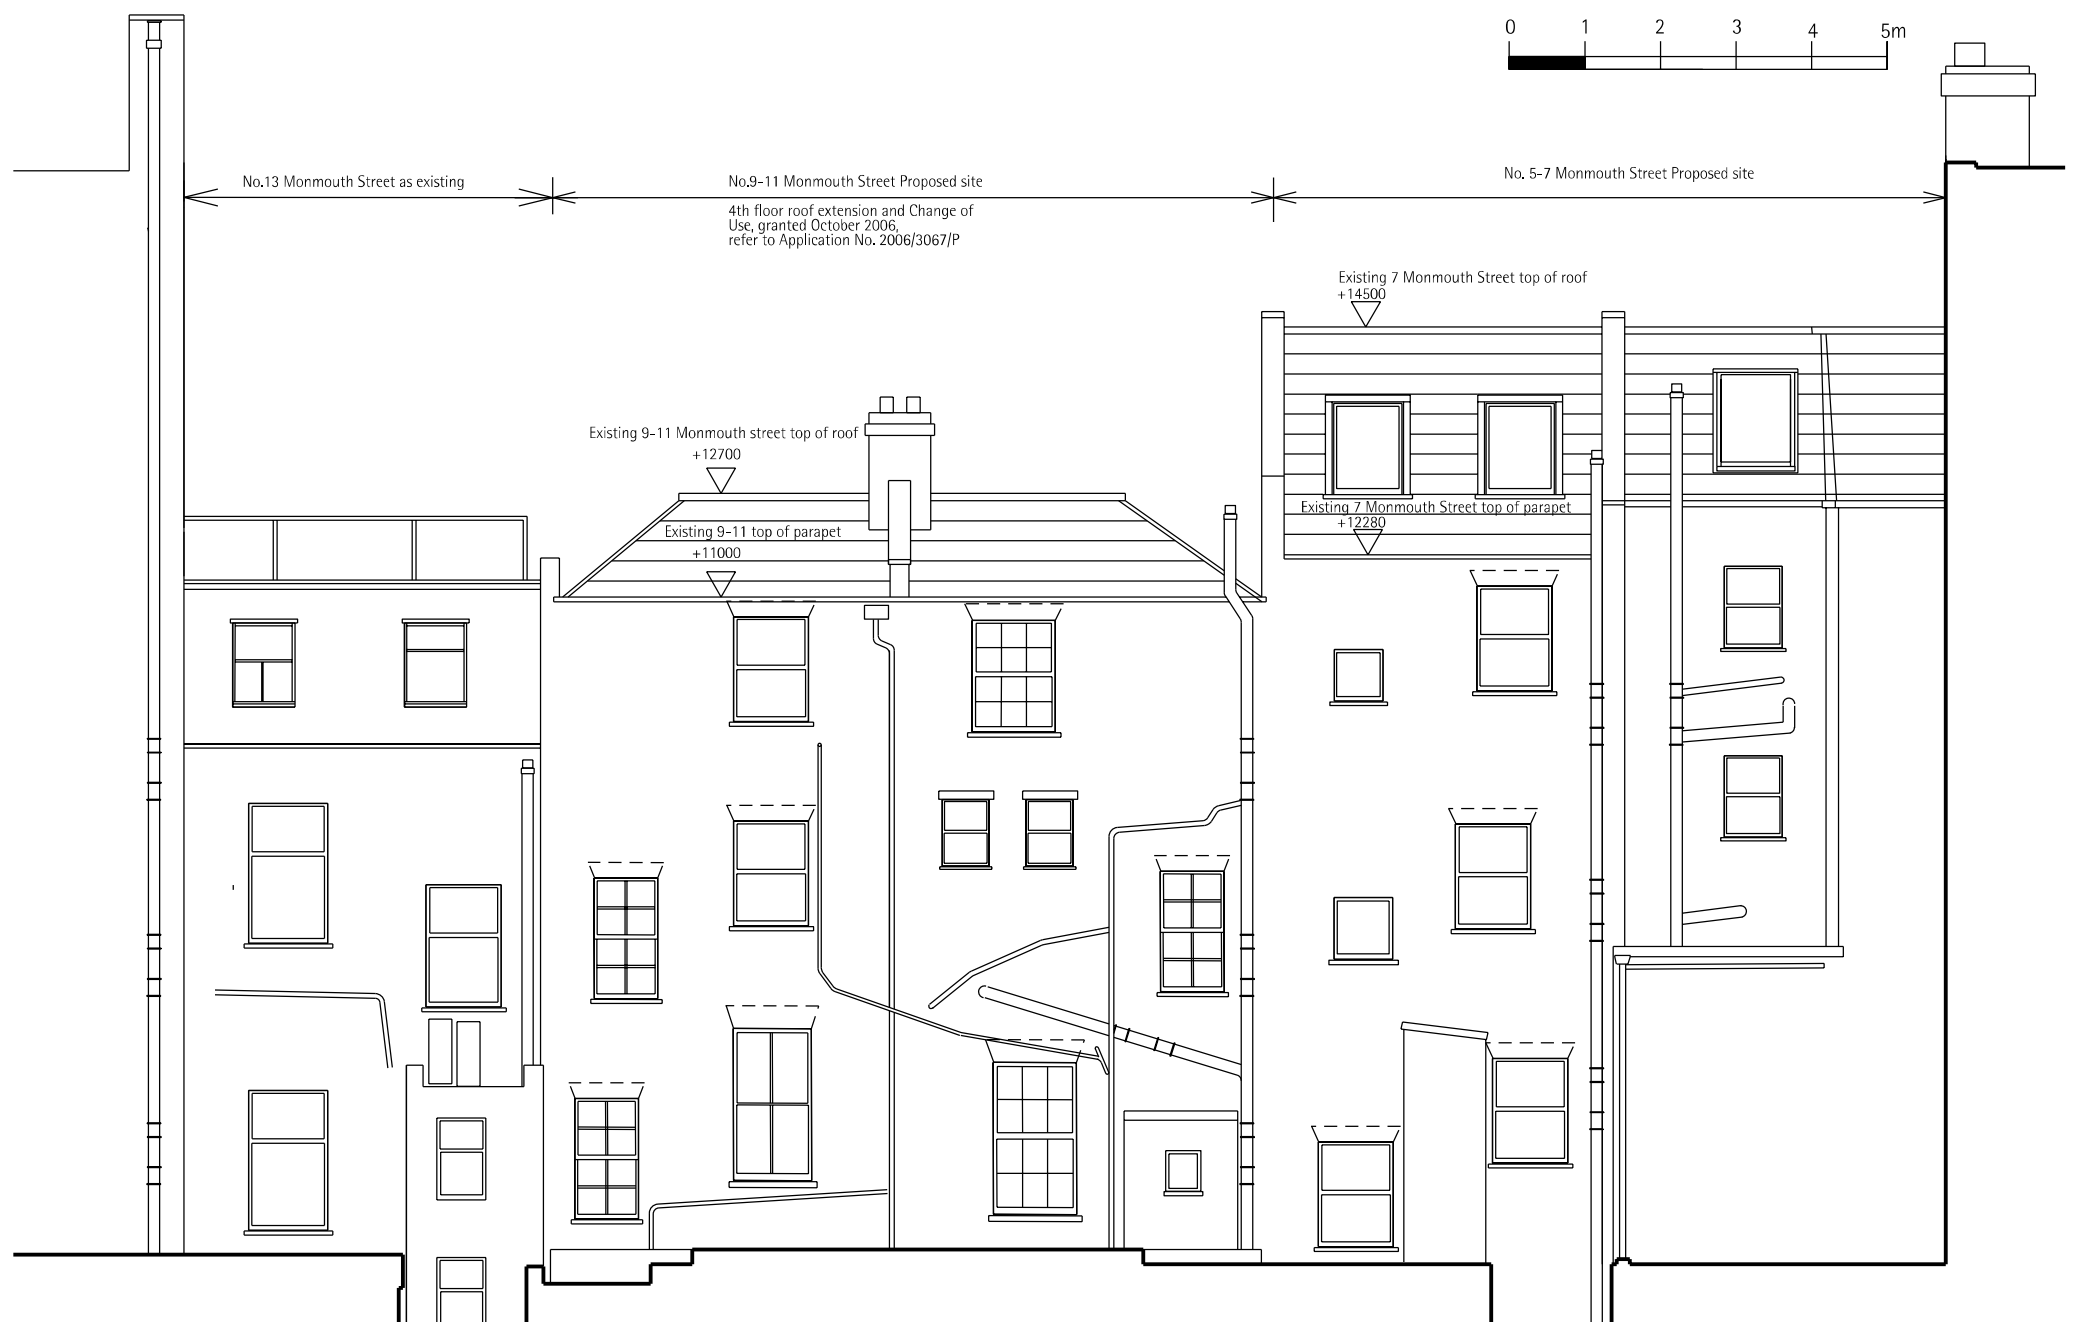 0 1 2 3 4 5m
No.13 Monmouth Street as existing
No.9-11 Monmouth Street Proposed site
4th floor roof extension and Change of
Use, granted October 2006,
refer to Application No. 2006/3067/P
No. 5-7 Monmouth Street Proposed site
Existing 7 Monmouth Street top of roof
+14500
Existing 9-11 Monmouth street top of roof
+12700
Existing 9-11 top of parapet
+11000
Existing 7 Monmouth Street top of parapet
+12280